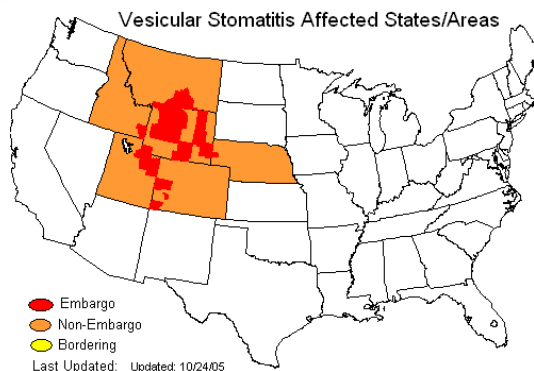 Vesicular Stomatitis Affected States/Areas
Embargo
Non-Embargo
Bordering
Last Updated: Updated: 10/24/05